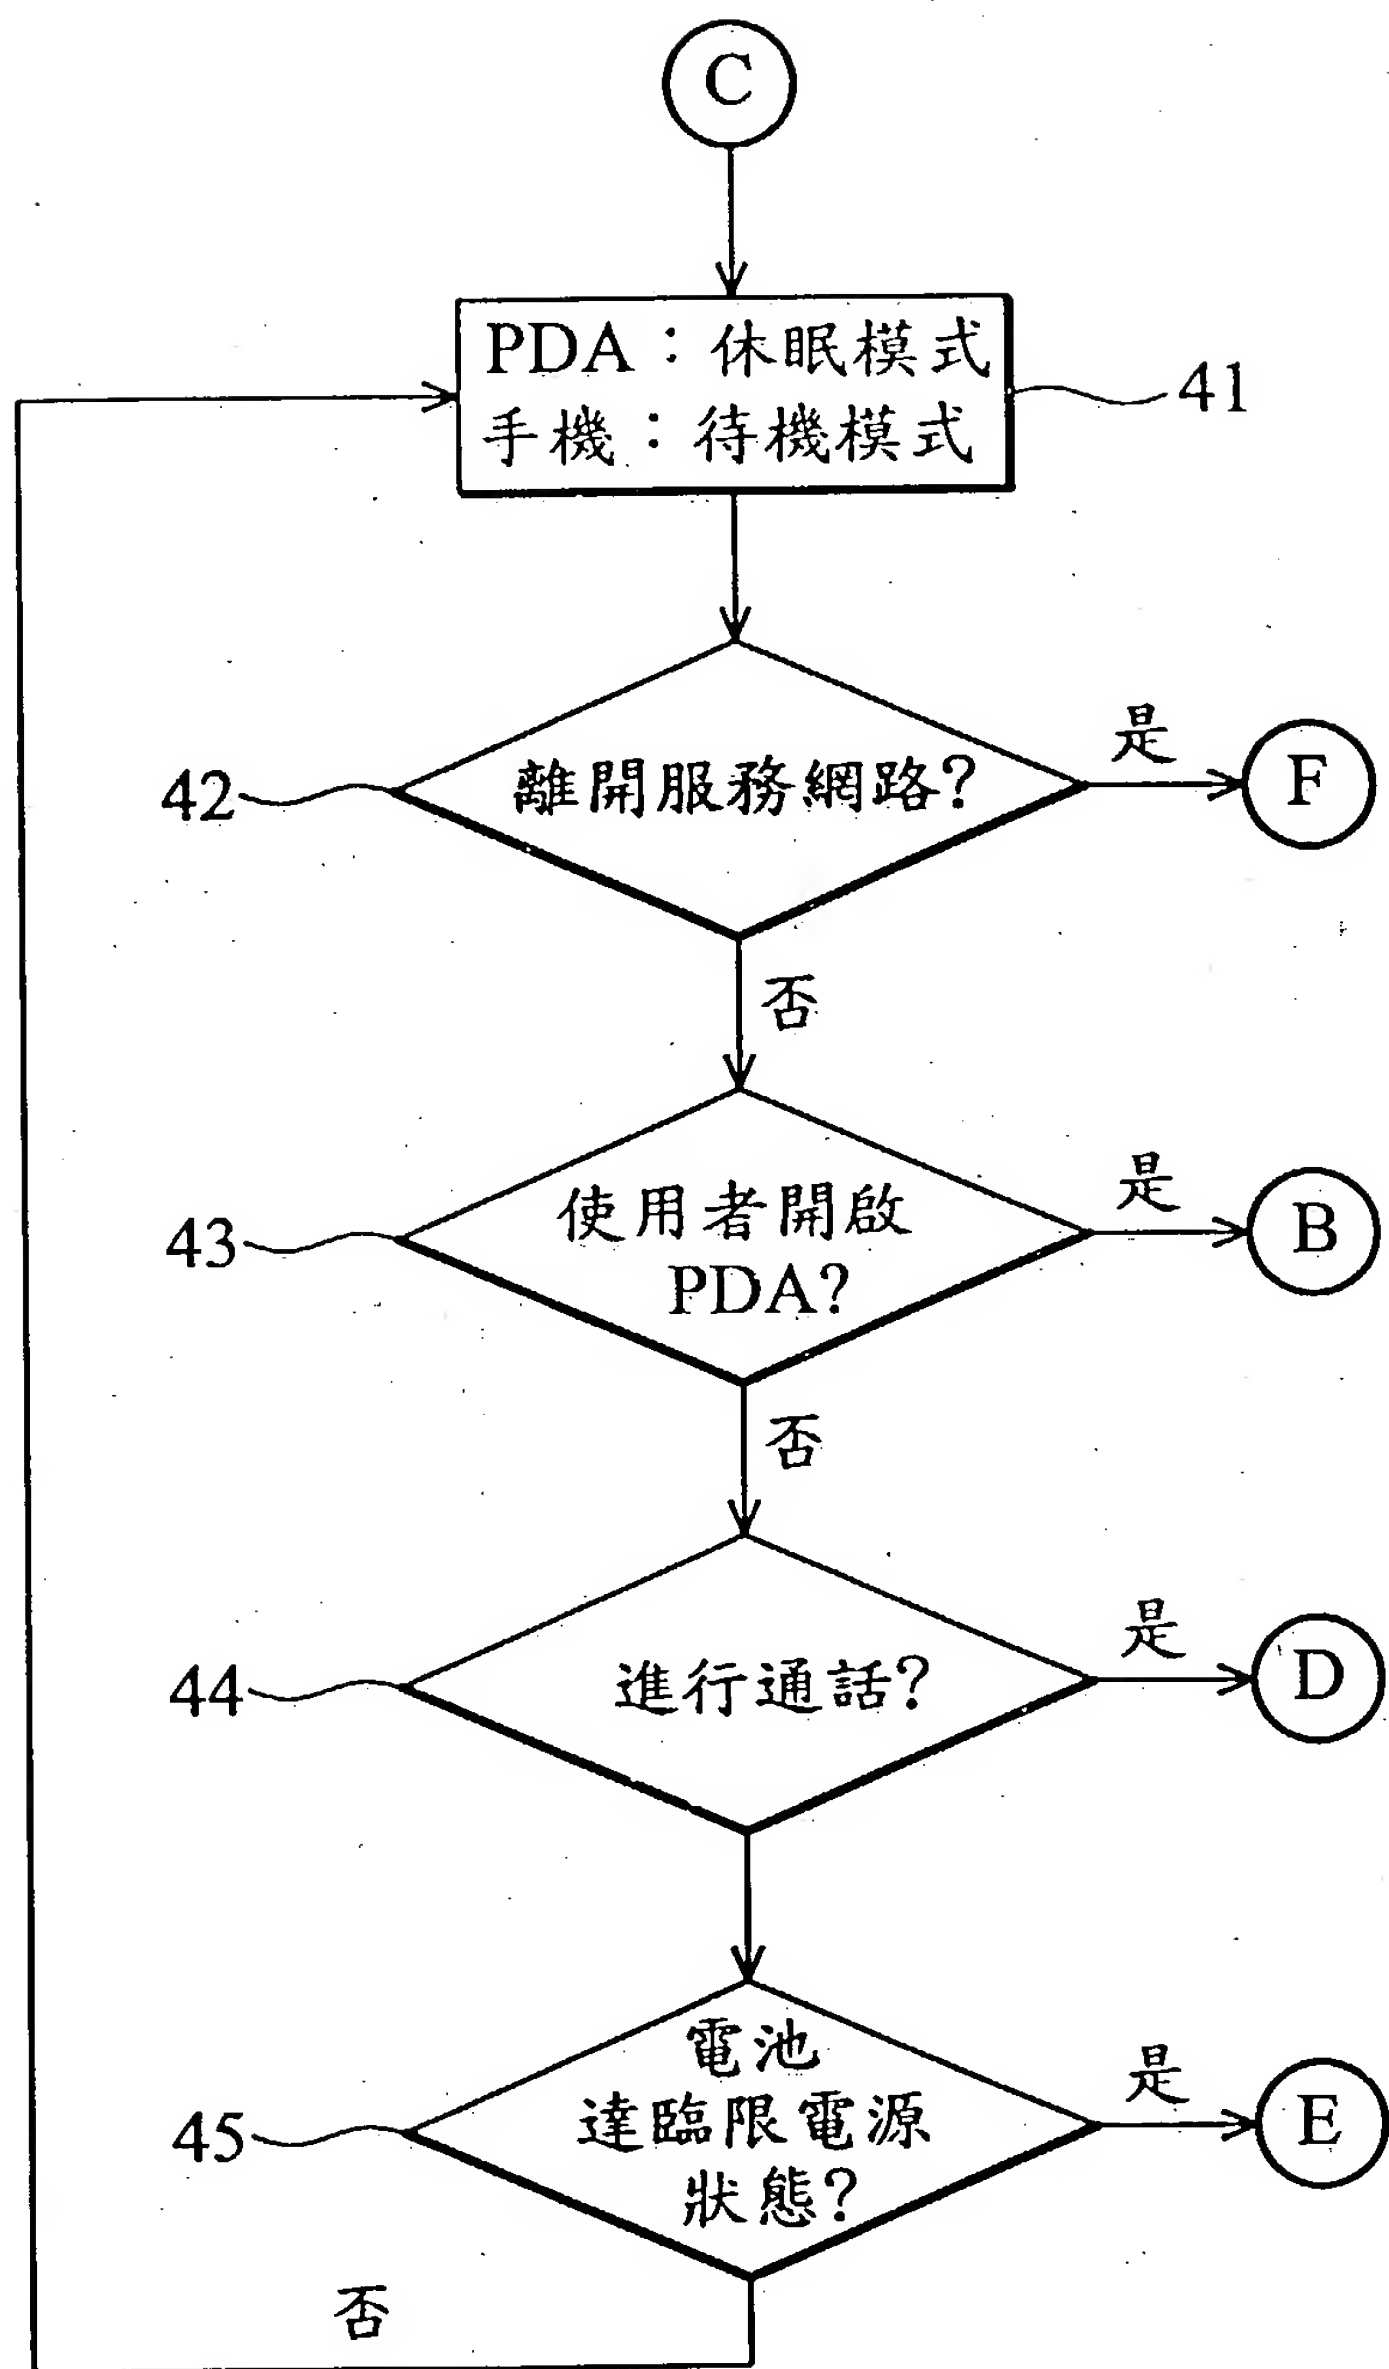 C
PDA：休眠模式
手機：待機模式
41
離開服務網路?
42
是
F
否
使用者開啟
PDA?
43
是
B
否
進行通話?
44
是
D
電池
達臨限電源
狀態?
45
是
E
否